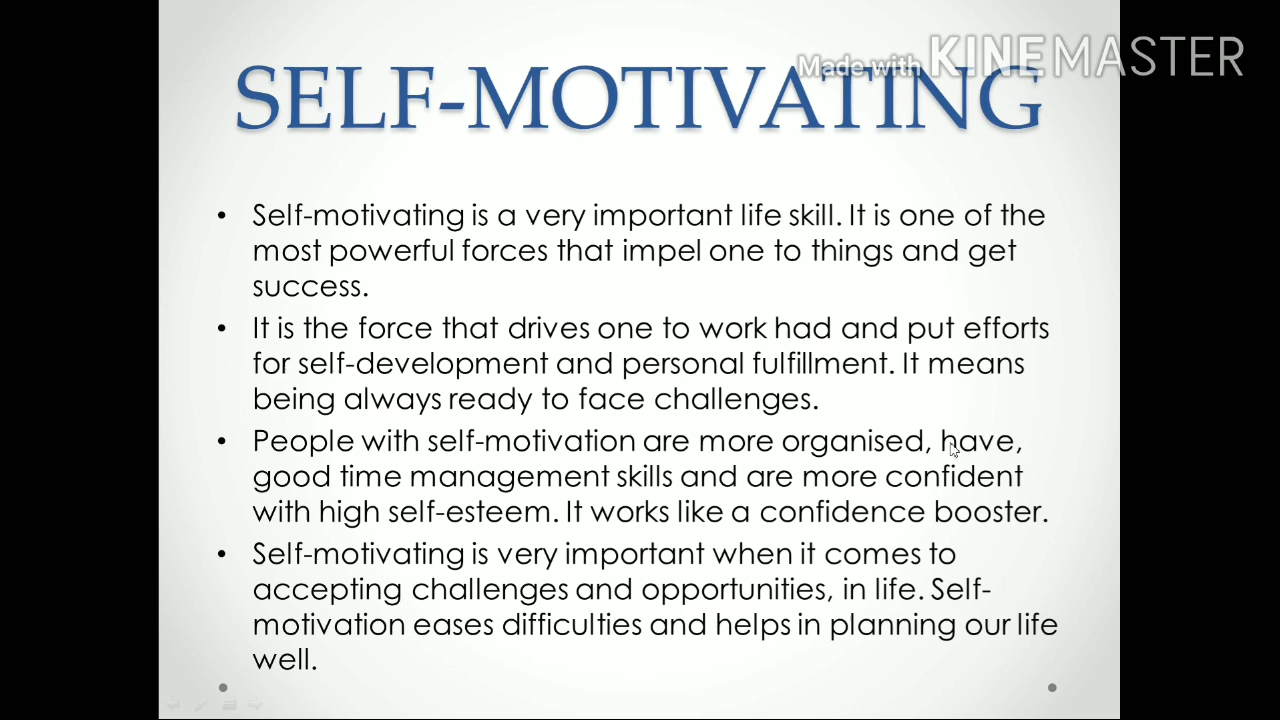 Made with KINEMASTER
SELF-MOTIVATING
• Self-motivating is a very important life skill. It is one of the
most powerful forces that impel one to things and get
success.
• It is the force that drives one to work had and put efforts
for self-development and personal fulfillment. It means
being always ready to face challenges.
• People with self-motivation are more organised, have,
good time management skills and are more confident
with high self-esteem. It works like a confidence booster.
• Self-motivating is very important when it comes to
accepting challenges and opportunities, in life. Self-
motivation eases difficulties and helps in planning our life
well.